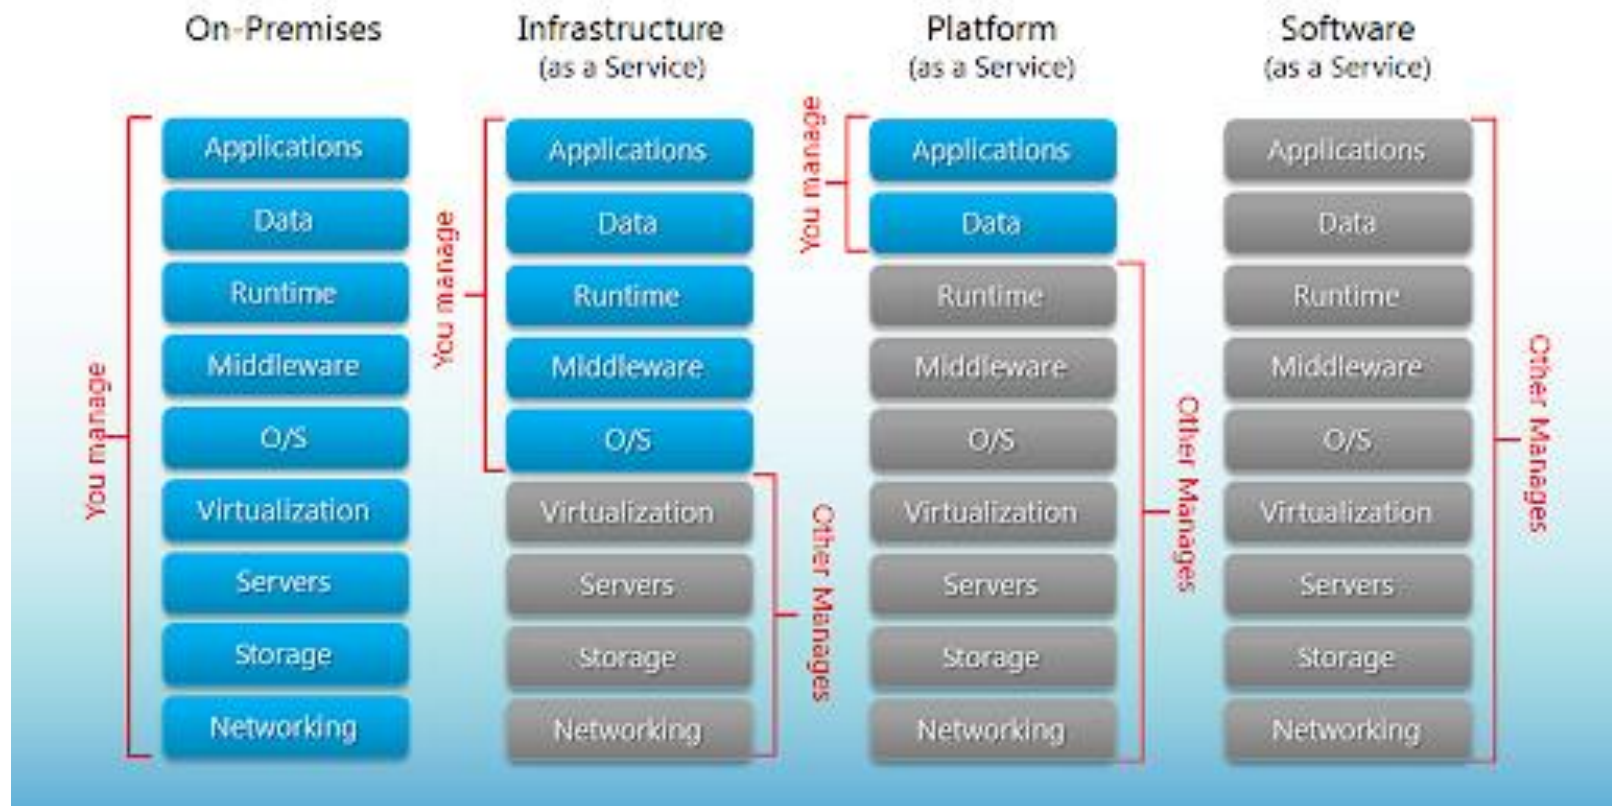 On-Premises
Infrastructure
(as a Service)
Platform
(as a Service)
Software
(as a Service)
You manage
Applications
Data
Runtime
Middleware
O/S
Virtualization
Servers
Storage
Networking
You manage
Applications
Data
Runtime
Middleware
O/S
Virtualization
Servers
Storage
Networking
Other Manages
You manage
Applications
Data
Runtime
Middleware
O/S
Virtualization
Servers
Storage
Networking
Other Manages
Applications
Data
Runtime
Middleware
O/S
Virtualization
Servers
Storage
Networking
Other Manages